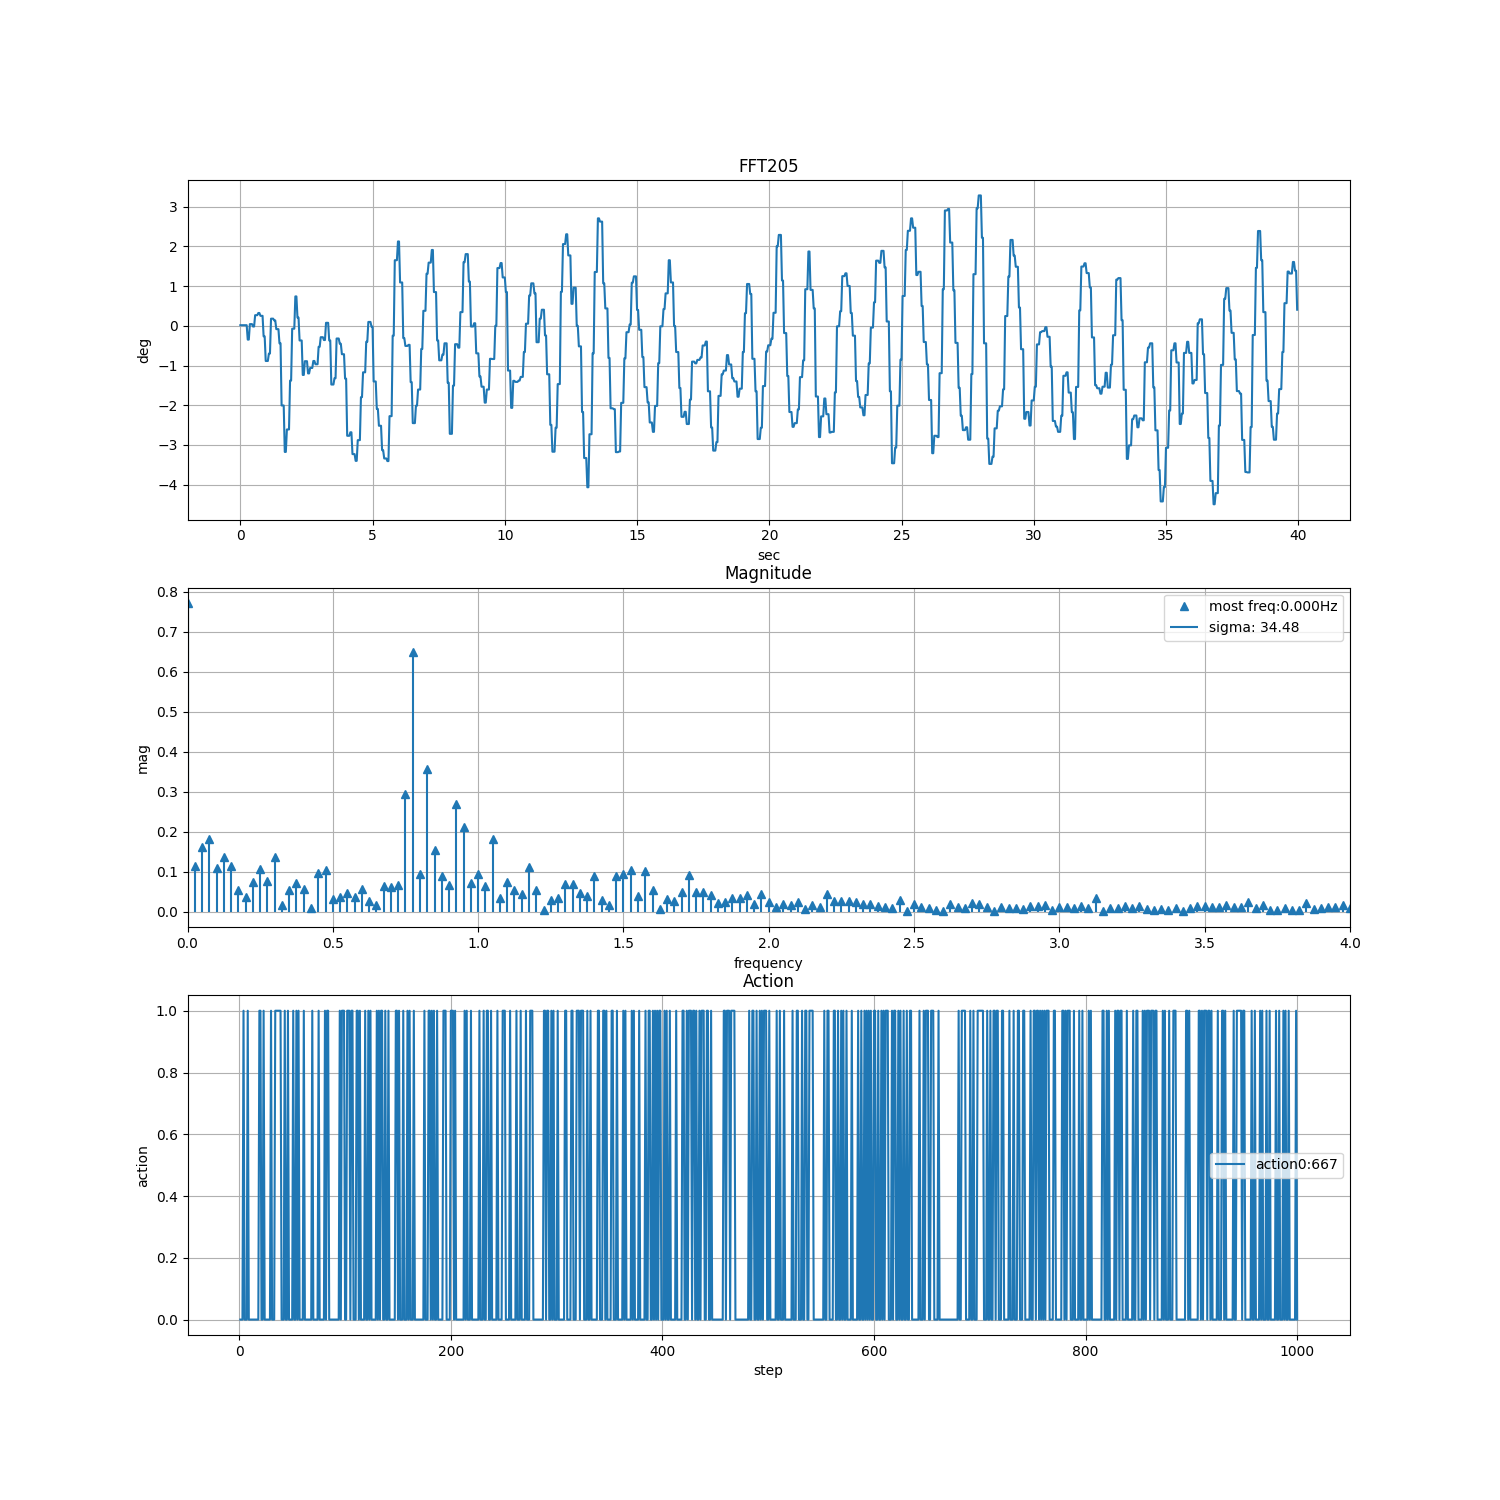 FFT205
3
2
1
0
−1
−2
−3
−4
deg
0 5 10 15 20 25 30 35 40
sec
Magnitude
0.8
0.7
0.6
0.5
0.4
0.3
0.2
0.1
0.0
mag
most freq:0.000Hz
sigma: 34.48
0.0 0.5 1.0 1.5 2.0 2.5 3.0 3.5 4.0
frequency
Action
1.0
0.8
0.6
0.4
0.2
0.0
action
action0:667
0 200 400 600 800 1000
step